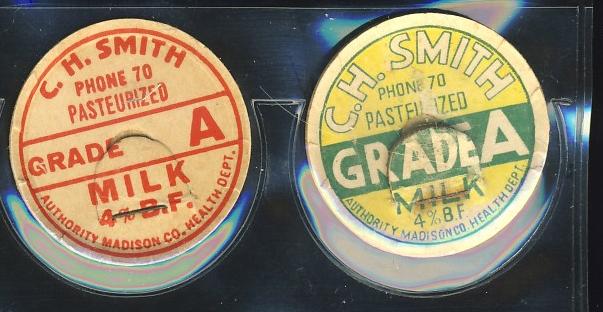 C. H. SMITH
PHONE 70
PASTEURIZED
GRADE A
MILK
4% B.F.
AUTHORITY MADISON CO. HEALTH DEPT.
C. H. SMITH
PHONE 70
PASTEURIZED
GRADE A
MILK
4% B.F.
AUTHORITY MADISON CO. HEALTH DEPT.